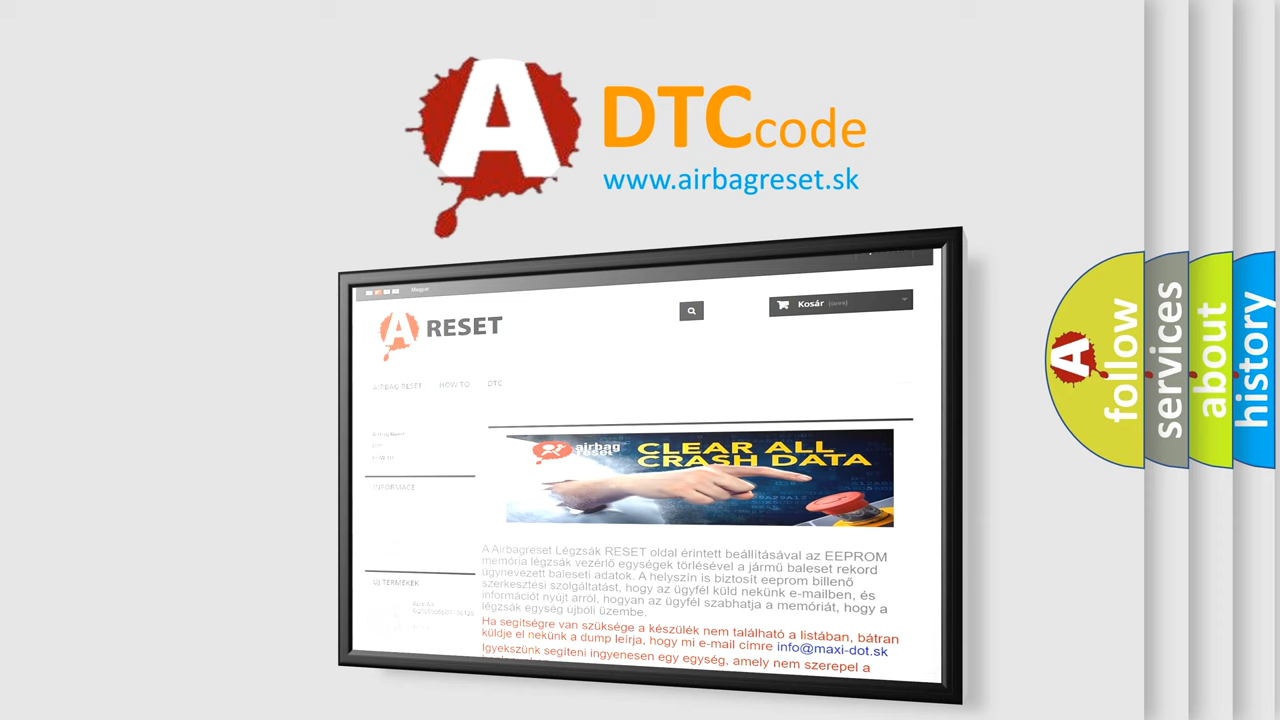 A
DTC code
www.airbagreset.sk
Magyar
A RESET
Kosár (üres)
AIRBAG RESET HOW TO DTC
INFORMACE
airbag
reset
CLEAR ALL
CRASH DATA
A Airbagreset Légzsák RESET oldal érintett beállításával az EEPROM
memória légzsák vezérlő egységek törlésével a jármű baleset rekord
úgynevezett baleseti adatok. A helyszín is biztosít eeprom billenő
szerkesztési szolgáltatást, hogy az ügyfél küld nekünk e-mailben, és
információt nyújt arról, hogyan az ügyfél szabhatja a memóriát, hogy a
légzsák egység újbóli üzembe.
Ha segítségre van szüksége a készülék nem található a listában, bátran
küldje el nekünk a dump leírja, hogy mi e-mail címre info@maxi-dot.sk
Igyekszünk segíteni ingyenesen egy egység, amely nem szerepel a
ÚJ TERMÉKEK
A
follow
services
about
history